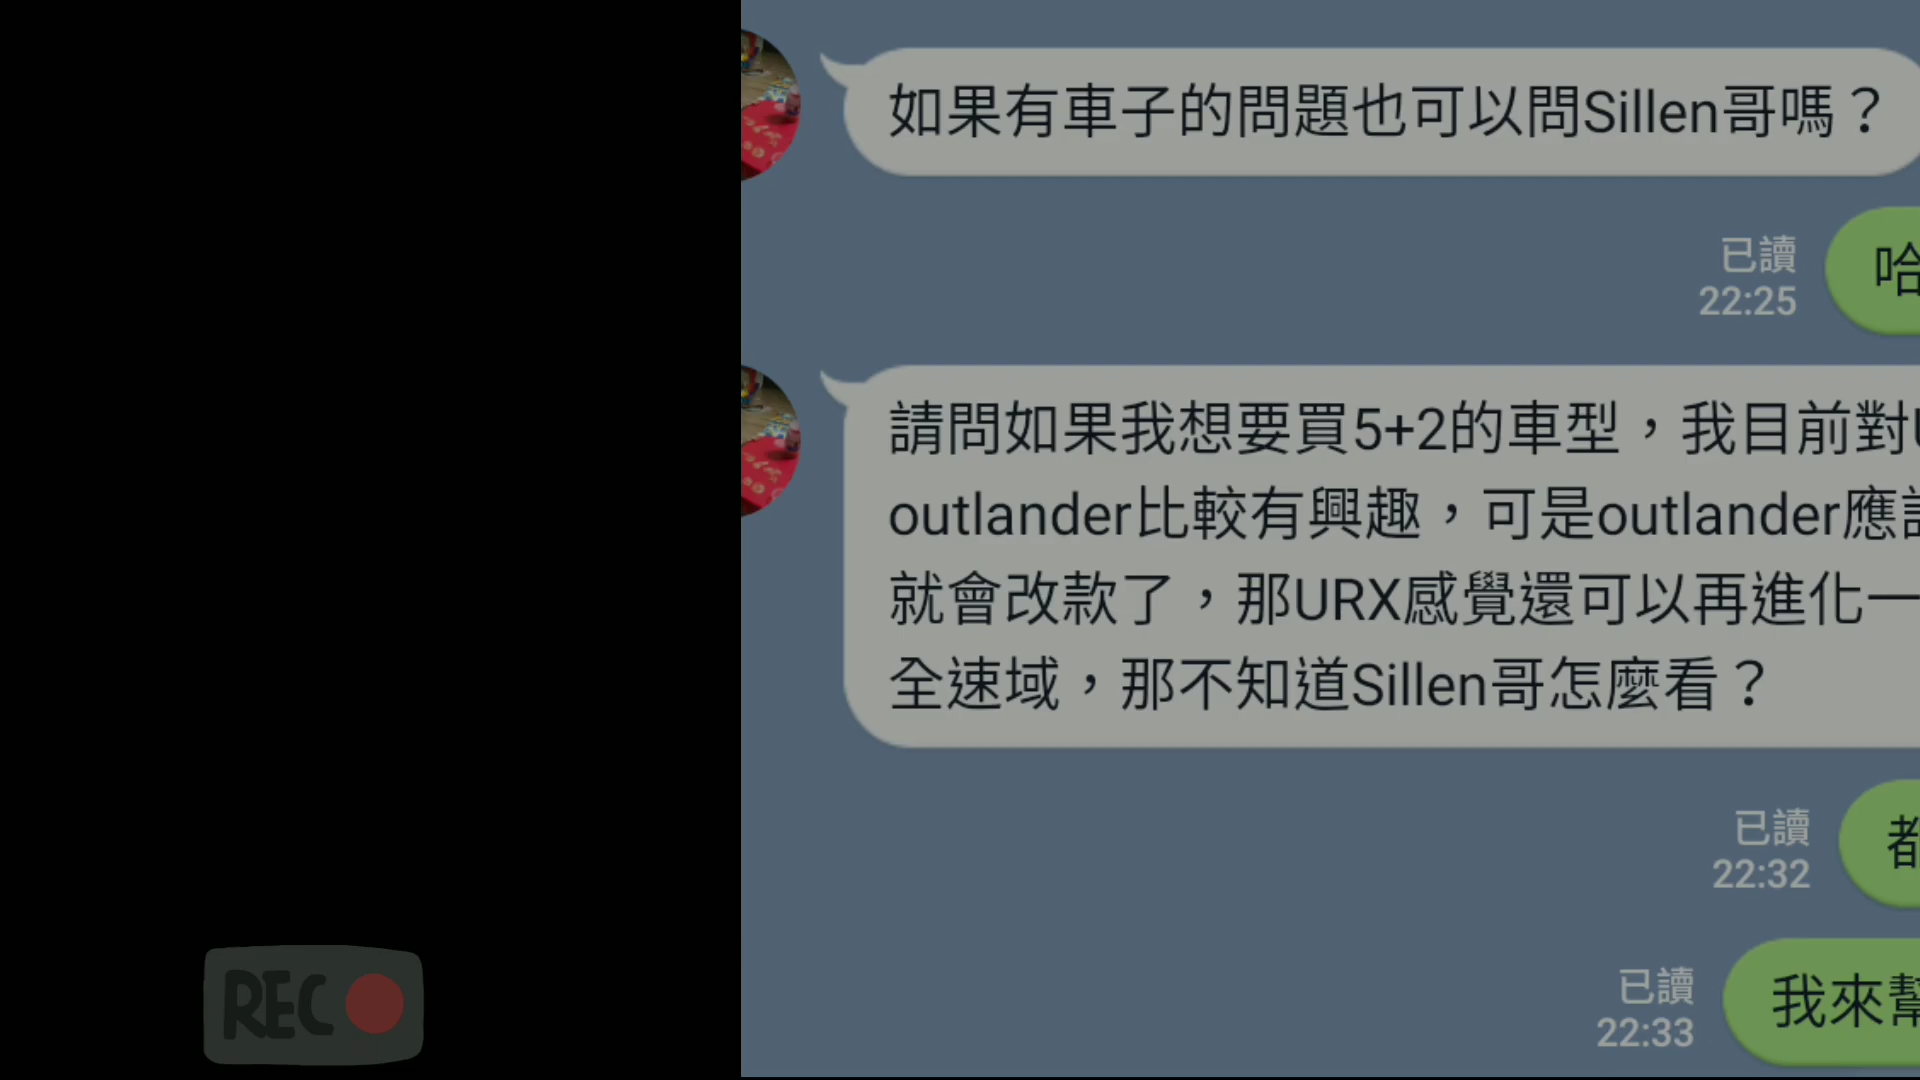 如果有車子的問題也可以問Sillen哥嗎？
已讀
22:25
哈
請問如果我想要買5+2的車型，我目前對
outlander比較有興趣，可是outlander應
就會改款了，那URX感覺還可以再進化一
全速域，那不知道Sillen哥怎麼看？
已讀
22:32
都
已讀
22:33
我來幫
REC